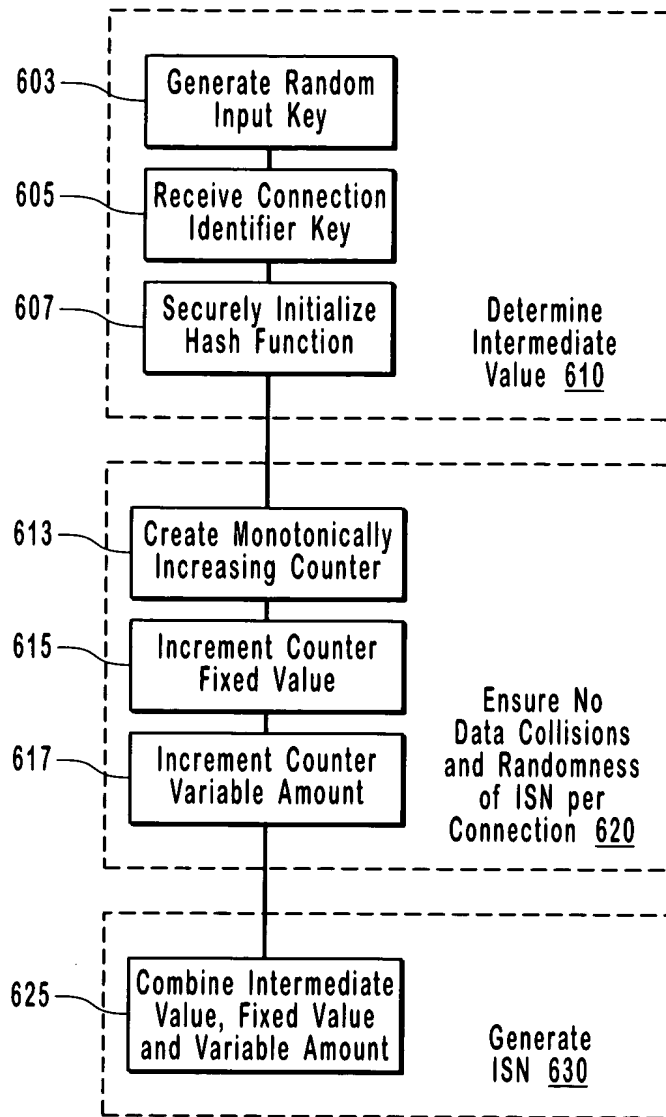 603
Generate Random
Input Key
605
Receive Connection
Identifier Key
607
Securely Initialize
Hash Function
Determine
Intermediate
Value 610
613
Create Monotonically
Increasing Counter
615
Increment Counter
Fixed Value
617
Increment Counter
Variable Amount
Ensure No
Data Collisions
and Randomness
of ISN per
Connection 620
625
Combine Intermediate
Value, Fixed Value
and Variable Amount
Generate
ISN 630